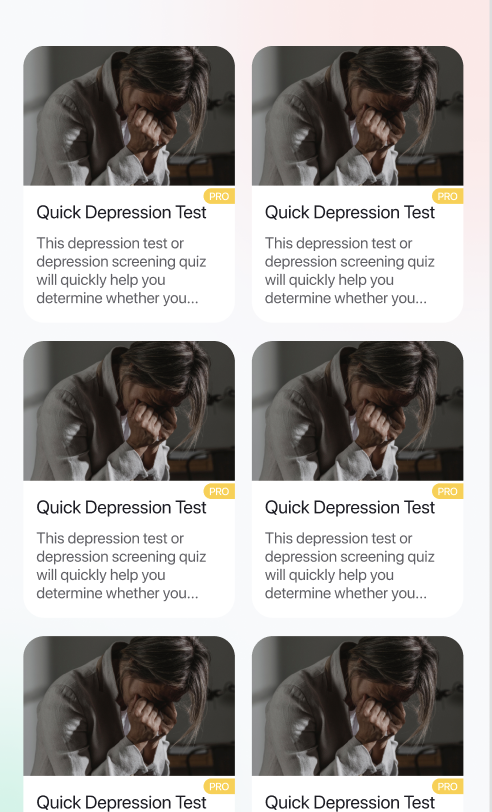 PRO PRO
Quick Depression Test Quick Depression Test
This depression test or This depression test or
depression screening quiz depression screening quiz
will quickly help you will quickly help you
determine whether you... determine whether you...
PRO PRO
Quick Depression Test Quick Depression Test
This depression test or This depression test or
depression screening quiz depression screening quiz
will quickly help you will quickly help you
determine whether you... determine whether you...
PRO PRO
Quick Depression Test Quick Depression Test